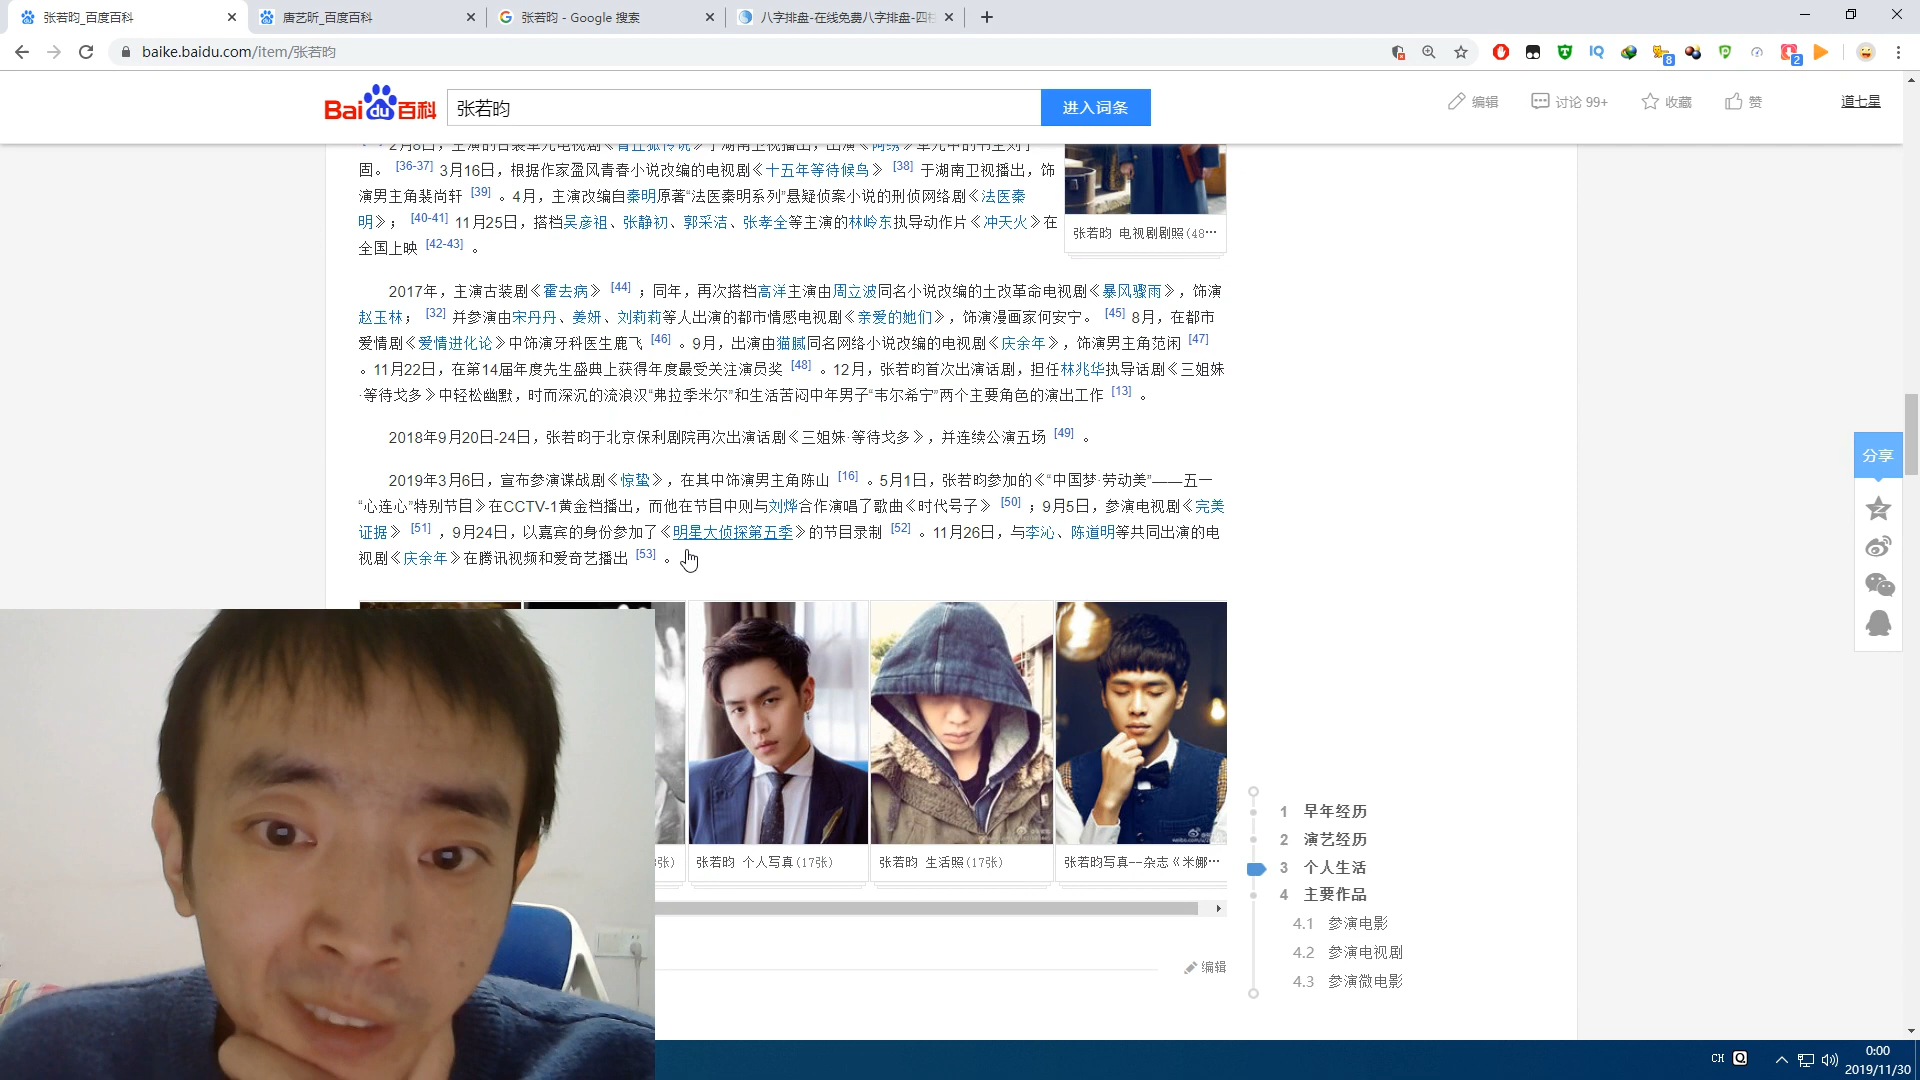 张若昀_百度百科
唐艺昕_百度百科
张若昀 - Google 搜索
八字排盘-在线免费八字排盘-四柱
baike.baidu.com/item/张若昀
IQ
8
2
Bai du 百科
张若昀
进入词条
编辑
讨论 99+
收藏
赞
道七星
固。 [36-37] 3月16日，根据作家盈风青春小说改编的电视剧《十五年等待候鸟》 [38] 于湖南卫视播出，饰
演男主角裴尚轩 [39] 。4月，主演改编自秦明原著“法医秦明系列”悬疑侦案小说的刑侦网络剧《法医秦
明》； [40-41] 11月25日，搭档吴彦祖、张静初、郭采洁、张孝全等主演的林岭东执导动作片《冲天火》在
全国上映 [42-43] 。
张若昀 电视剧剧照(48…
2017年，主演古装剧《霍去病》 [44] ；同年，再次搭档高洋主演由周立波同名小说改编的土改革命电视剧《暴风骤雨》，饰演
赵玉林； [32] 并参演由宋丹丹、姜妍、刘莉莉等人出演的都市情感电视剧《亲爱的她们》，饰演漫画家何安宁。 [45] 8月，在都市
爱情剧《爱情进化论》中饰演牙科医生鹿飞 [46] 。9月，出演由猫腻同名网络小说改编的电视剧《庆余年》，饰演男主角范闲 [47]
。11月22日，在第14届年度先生盛典上获得年度最受关注演员奖 [48] 。12月，张若昀首次出演话剧，担任林兆华执导话剧《三姐妹
·等待戈多》中轻松幽默，时而深沉的流浪汉“弗拉季米尔”和生活苦闷中年男子“韦尔希宁”两个主要角色的演出工作 [13] 。
2018年9月20日-24日，张若昀于北京保利剧院再次出演话剧《三姐妹·等待戈多》，并连续公演五场 [49] 。
2019年3月6日，宣布参演谍战剧《惊蛰》，在其中饰演男主角陈山 [16] 。5月1日，张若昀参加的《“中国梦·劳动美”——五一
“心连心”特别节目》在CCTV-1黄金档播出，而他在节目中则与刘烨合作演唱了歌曲《时代号子》 [50] ；9月5日，参演电视剧《完美
证据》 [51] ，9月24日，以嘉宾的身份参加了《明星大侦探第五季》的节目录制 [52] 。11月26日，与李沁、陈道明等共同出演的电
视剧《庆余年》在腾讯视频和爱奇艺播出 [53] 。
张)
张若昀 个人写真(17张)
张若昀 生活照(17张)
张若昀写真--杂志《米娜…
编辑
1 早年经历
2 演艺经历
3 个人生活
4 主要作品
4.1 参演电影
4.2 参演电视剧
4.3 参演微电影
分享
CH
0:00
2019/11/30